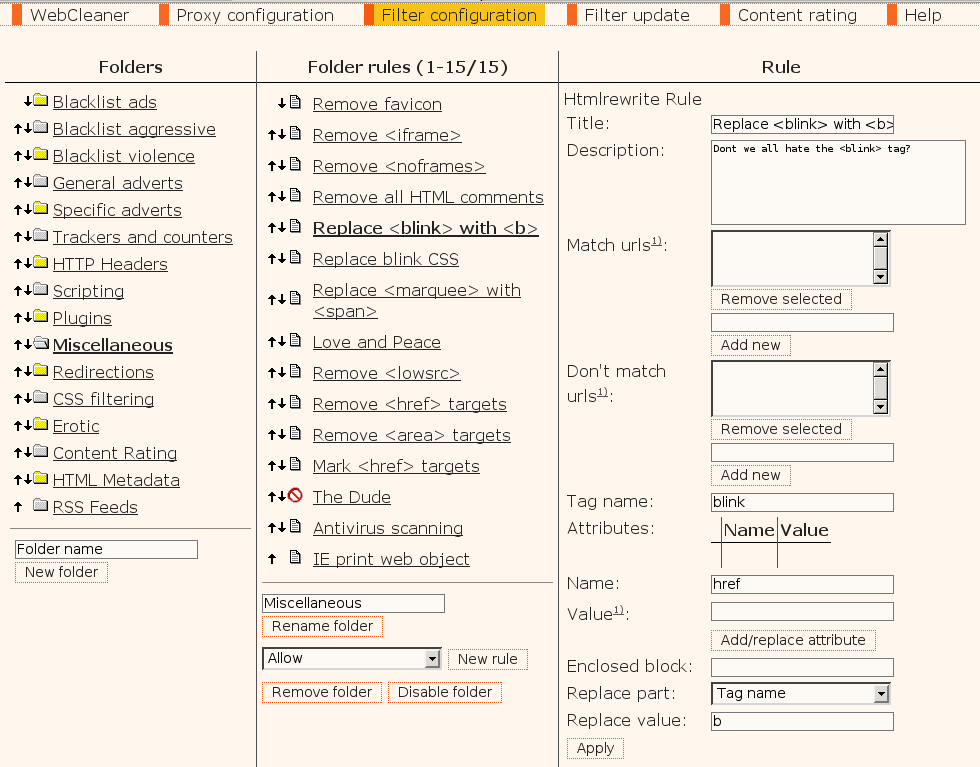 WebCleaner Proxy configuration Filter configuration Filter update Content rating Help
Folders
Blacklist ads
Blacklist aggressive
Blacklist violence
General adverts
Specific adverts
Trackers and counters
HTTP Headers
Scripting
Plugins
Miscellaneous
Redirections
CSS filtering
Erotic
Content Rating
HTML Metadata
RSS Feeds
Folder name
New folder
Folder rules (1-15/15)
Remove favicon
Remove <iframe>
Remove <noframes>
Remove all HTML comments
Replace <blink> with <b>
Replace blink CSS
Replace <marquee> with
<span>
Love and Peace
Remove <lowsrc>
Remove <href> targets
Remove <area> targets
Mark <href> targets
The Dude
Antivirus scanning
IE print web object
Miscellaneous
Rename folder
Allow New rule
Remove folder Disable folder
Rule
Htmlrewrite Rule
Title: Replace <blink> with <b>
Description: Dont we all hate the <blink> tag?
Match urls1):
Remove selected
Add new
Don't match
urls1):
Remove selected
Add new
Tag name: blink
Attributes: Name Value
Name: href
Value1):
Add/replace attribute
Enclosed block:
Replace part: Tag name
Replace value: b
Apply